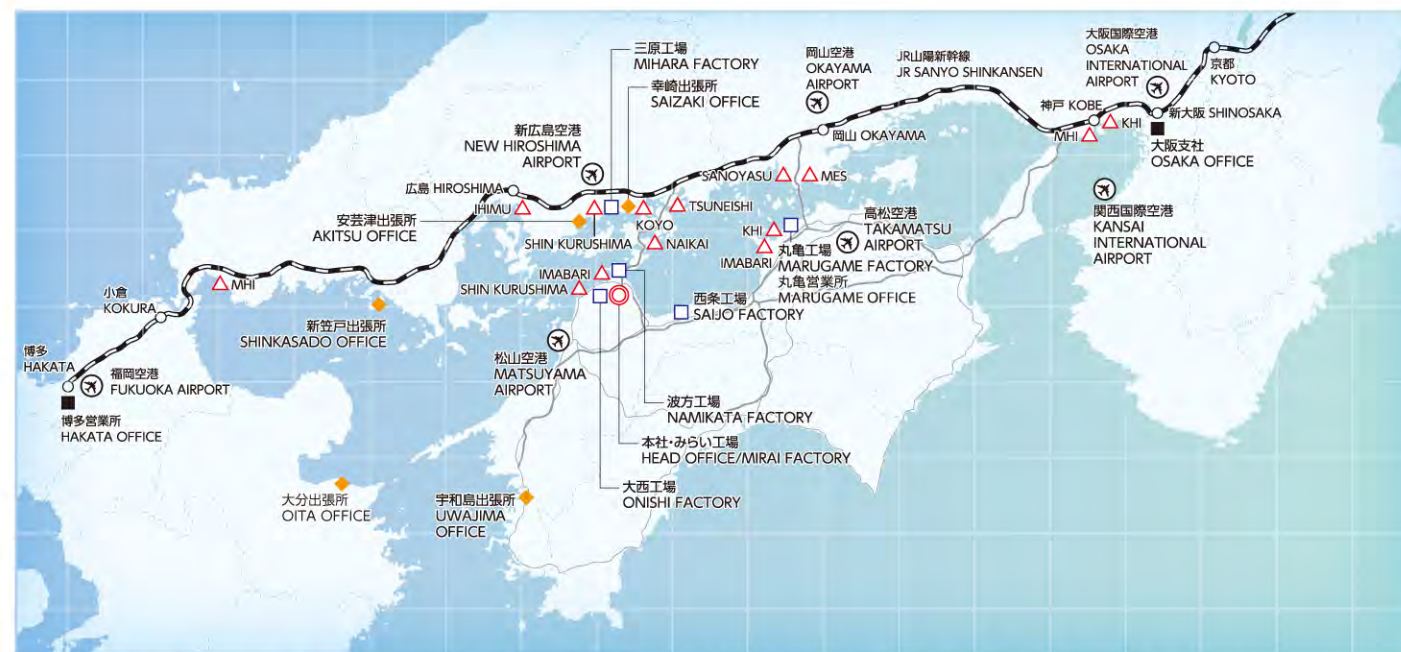 三原工場
MIHARA FACTORY
幸崎出張所
SAIZAKI OFFICE
岡山空港
OKAYAMA
AIRPORT
JR山陽新幹線
JR SANYO SHINKANSEN
大阪国際空港
OSAKA
INTERNATIONAL
AIRPORT
京都
KYOTO
神戸 KOBE
新大阪 SHINOSAKA
KHI
MHI
大阪支社
OSAKA OFFICE
新広島空港
NEW HIROSHIMA
AIRPORT
岡山 OKAYAMA
SANOYASU
MES
広島 HIROSHIMA
IHIMU
安芸津出張所
AKITSU OFFICE
SHIN KURUSHIMA
KOYO
TSUNEISHI
NAIKAI
KHI
IMABARI
高松空港
TAKAMATSU
AIRPORT
丸亀工場
MARUGAME FACTORY
丸亀営業所
MARUGAME OFFICE
関西国際空港
KANSAI
INTERNATIONAL
AIRPORT
IMABARI
SHIN KURUSHIMA
西条工場
SAIJO FACTORY
MHI
小倉
KOKURA
新笠戸出張所
SHINKASADO OFFICE
博多
HAKATA
福岡空港
FUKUOKA AIRPORT
博多営業所
HAKATA OFFICE
松山空港
MATSUYAMA
AIRPORT
波方工場
NAMIKATA FACTORY
本社・みらい工場
HEAD OFFICE/MIRAI FACTORY
大西工場
ONISHI FACTORY
大分出張所
OITA OFFICE
宇和島出張所
UWAJIMA
OFFICE